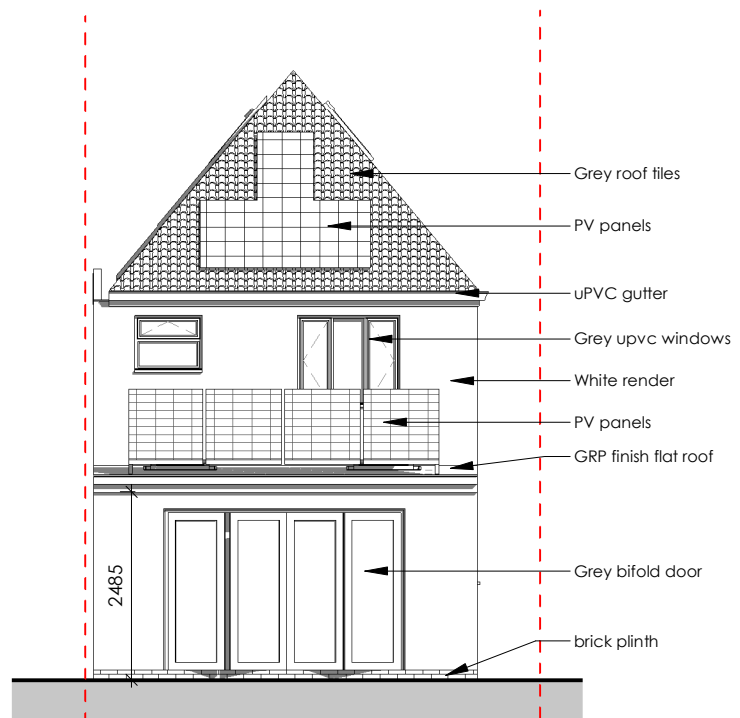 Grey roof tiles
PV panels
uPVC gutter
Grey upvc windows
White render
PV panels
GRP finish flat roof
2485
Grey bifold door
brick plinth